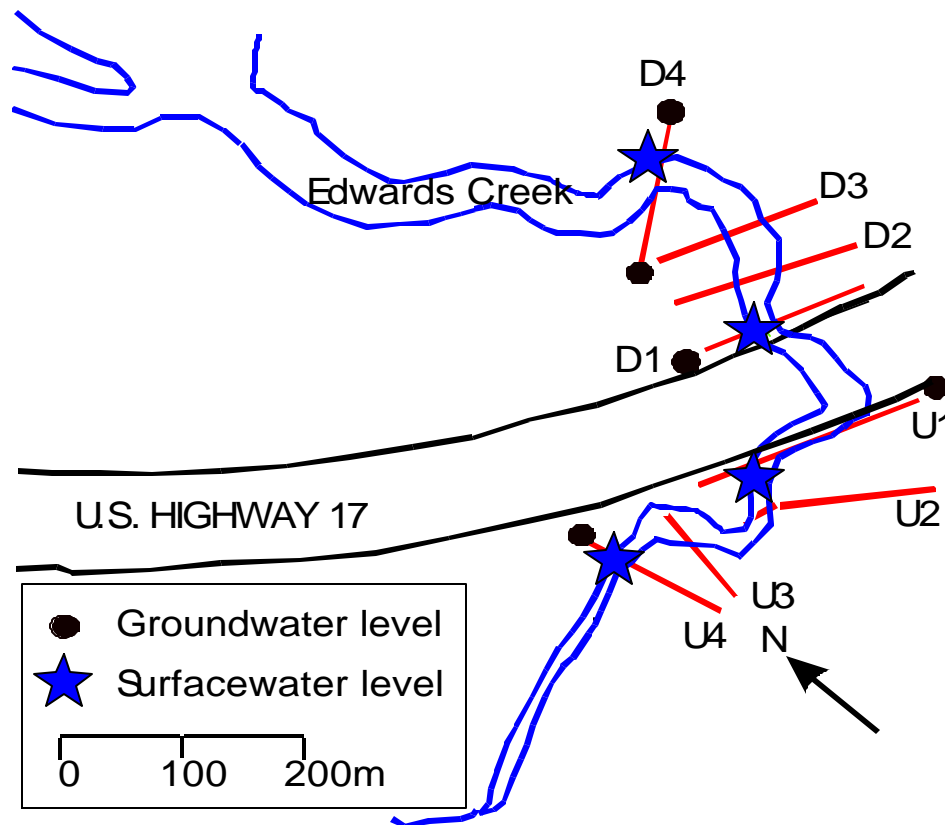 D4
D3
Edwards Creek
D2
D1
U1
U2
U.S. HIGHWAY 17
U3
U4
N
Groundwater level
Surfacewater level
0 100 200m